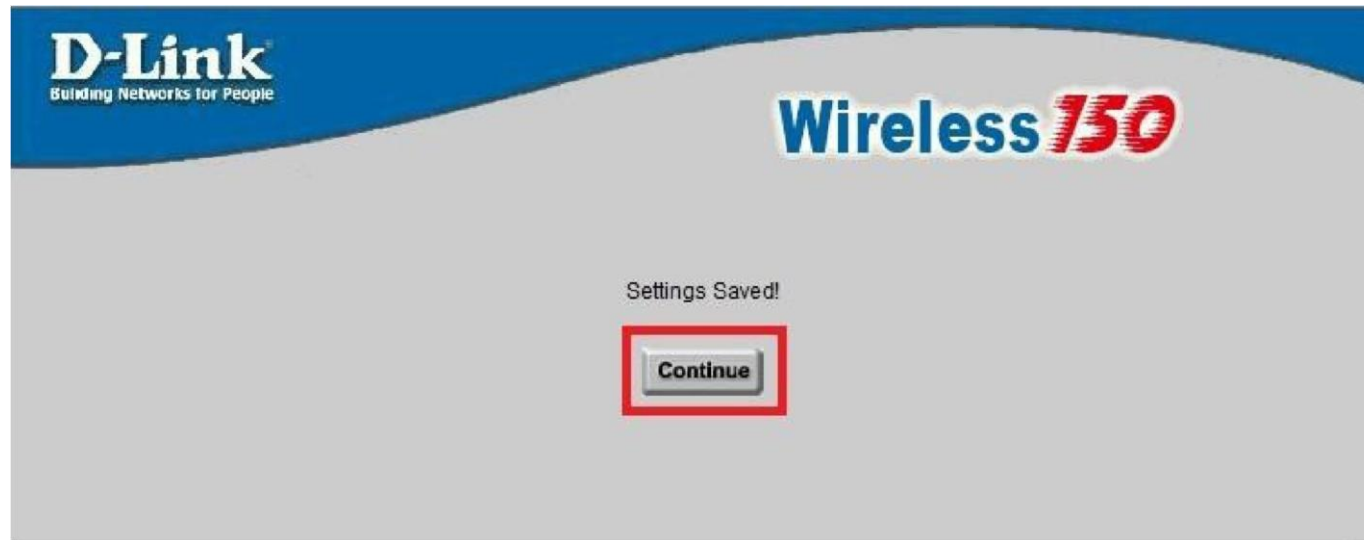 D-Link
Building Networks for People
Wireless 150
Settings Saved!
Continue